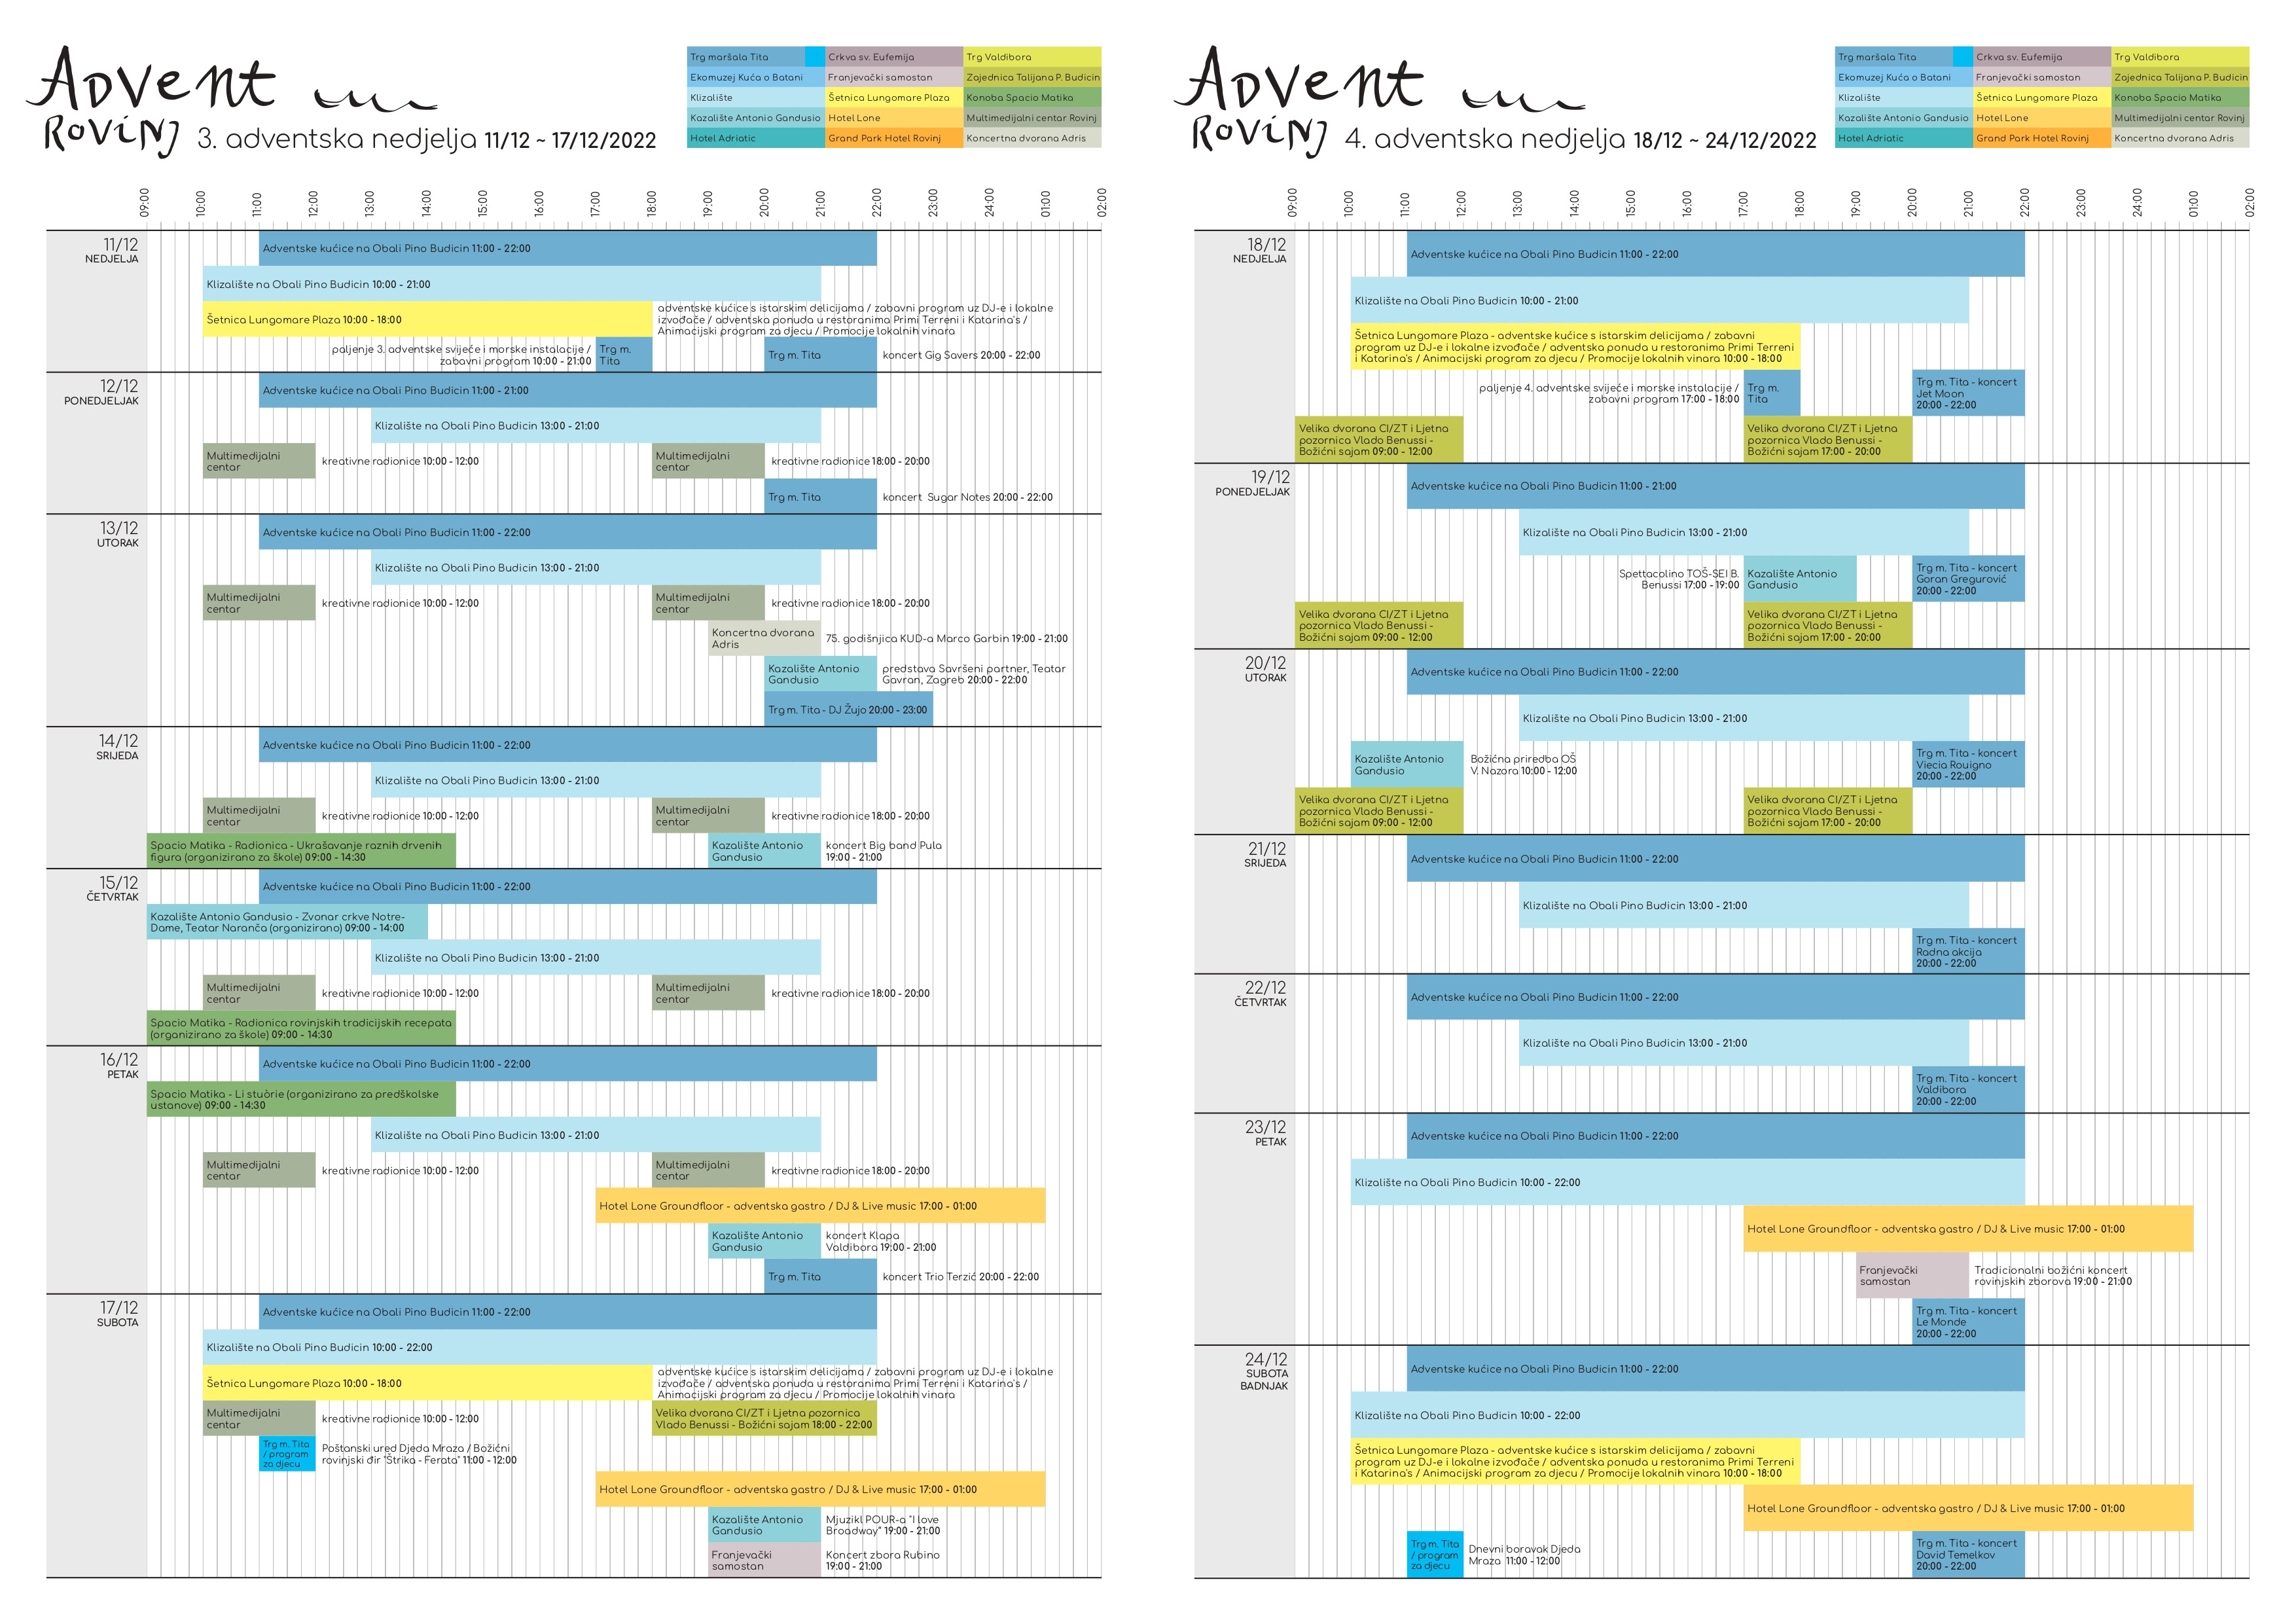 Advent
u
Rovinj
3. adventska nedjelja 11/12 ~ 17/12/2022
Trg maršala Tita
Crkva sv. Eufemija
Trg Valdibora
Ekomuzej Kuća o Batani
Franjevački samostan
Zajednica Talijana P. Budicin
Klizalište
Šetnica Lungomare Plaza
Konoba Spacio Matika
Kazalište Antonio Gandusio
Hotel Lone
Multimedijalni centar Rovinj
Hotel Adriatic
Grand Park Hotel Rovinj
Koncertna dvorana Adris
09:00
10:00
11:00
12:00
13:00
14:00
15:00
16:00
17:00
18:00
19:00
20:00
21:00
22:00
23:00
24:00
01:00
02:00
11/12
NEDJELJA
Adventske kućice na Obali Pino Budicin 11:00 - 22:00
Klizalište na Obali Pino Budicin 10:00 - 21:00
Šetnica Lungomare Plaza 10:00 - 18:00
adventske kućice s istarskim delicijama / zabavni program uz DJ-e i lokalne
izvođače / adventska ponuda u restoranima Primi Terreni i Katarina's /
Animacijski program za djecu / Promocije lokalnih vinara
paljenje 3. adventske svijeće i morske instalacije /
zabavni program 10:00 - 21:00
Trg m.
Tita
Trg m. Tita
koncert Gig Savers 20:00 - 22:00
12/12
PONEDJELJAK
Adventske kućice na Obali Pino Budicin 11:00 - 21:00
Klizalište na Obali Pino Budicin 13:00 - 21:00
Multimedijalni
centar
kreativne radionice 10:00 - 12:00
Multimedijalni
centar
kreativne radionice 18:00 - 20:00
Trg m. Tita
koncert Sugar Notes 20:00 - 22:00
13/12
UTORAK
Adventske kućice na Obali Pino Budicin 11:00 - 22:00
Klizalište na Obali Pino Budicin 13:00 - 21:00
Multimedijalni
centar
kreativne radionice 10:00 - 12:00
Multimedijalni
centar
kreativne radionice 18:00 - 20:00
Koncertna dvorana
Adris
75. godišnjica KUD-a Marco Garbin 19:00 - 21:00
Kazalište Antonio
Gandusio
predstava Savršeni partner, Teatar
Gavran, Zagreb 20:00 - 22:00
Trg m. Tita - DJ Žujo 20:00 - 23:00
14/12
SRIJEDA
Adventske kućice na Obali Pino Budicin 11:00 - 22:00
Klizalište na Obali Pino Budicin 13:00 - 21:00
Multimedijalni
centar
kreativne radionice 10:00 - 12:00
Multimedijalni
centar
kreativne radionice 18:00 - 20:00
Spacio Matika - Radionica - Ukrašavanje raznih drvenih
figura (organizirano za škole) 09:00 - 14:30
Kazalište Antonio
Gandusio
koncert Big band Pula
19:00 - 21:00
15/12
ČETVRTAK
Adventske kućice na Obali Pino Budicin 11:00 - 22:00
Kazalište Antonio Gandusio - Zvonar crkve Notre-
Dame, Teatar Naranča (organizirano) 09:00 - 14:00
Klizalište na Obali Pino Budicin 13:00 - 21:00
Multimedijalni
centar
kreativne radionice 10:00 - 12:00
Multimedijalni
centar
kreativne radionice 18:00 - 20:00
Spacio Matika - Radionica rovinjskih tradicijskih recepata
(organizirano za škole) 09:00 - 14:30
16/12
PETAK
Adventske kućice na Obali Pino Budicin 11:00 - 22:00
Spacio Matika - Li stuòrie (organizirano za predškolske
ustanove) 09:00 - 14:30
Klizalište na Obali Pino Budicin 13:00 - 21:00
Multimedijalni
centar
kreativne radionice 10:00 - 12:00
Multimedijalni
centar
kreativne radionice 18:00 - 20:00
Hotel Lone Groundfloor - adventska gastro / DJ & Live music 17:00 - 01:00
Kazalište Antonio
Gandusio
koncert Klapa
Valdibora 19:00 - 21:00
Trg m. Tita
koncert Trio Terzić 20:00 - 22:00
17/12
SUBOTA
Adventske kućice na Obali Pino Budicin 11:00 - 22:00
Klizalište na Obali Pino Budicin 10:00 - 22:00
Šetnica Lungomare Plaza 10:00 - 18:00
adventske kućice s istarskim delicijama / zabavni program uz DJ-e i lokalne
izvođače / adventska ponuda u restoranima Primi Terreni i Katarina's /
Animacijski program za djecu / Promocije lokalnih vinara
Multimedijalni
centar
kreativne radionice 10:00 - 12:00
Velika dvorana CI/ZT i Ljetna pozornica
Vlado Benussi - Božićni sajam 18:00 - 22:00
Trg m. Tita
/ program
za djecu
Poštanski ured Djeda Mraza / Božićni
rovinjski đir "Štrika - Ferata" 11:00 - 12:00
Hotel Lone Groundfloor - adventska gastro / DJ & Live music 17:00 - 01:00
Kazalište Antonio
Gandusio
Mjuzikl POUR-a "I love
Broadway" 19:00 - 21:00
Franjevački
samostan
Koncert zbora Rubino
19:00 - 21:00
Advent
u
Rovinj
4. adventska nedjelja 18/12 ~ 24/12/2022
Trg maršala Tita
Crkva sv. Eufemija
Trg Valdibora
Ekomuzej Kuća o Batani
Franjevački samostan
Zajednica Talijana P. Budicin
Klizalište
Šetnica Lungomare Plaza
Konoba Spacio Matika
Kazalište Antonio Gandusio
Hotel Lone
Multimedijalni centar Rovinj
Hotel Adriatic
Grand Park Hotel Rovinj
Koncertna dvorana Adris
09:00
10:00
11:00
12:00
13:00
14:00
15:00
16:00
17:00
18:00
19:00
20:00
21:00
22:00
23:00
24:00
01:00
02:00
18/12
NEDJELJA
Adventske kućice na Obali Pino Budicin 11:00 - 22:00
Klizalište na Obali Pino Budicin 10:00 - 21:00
Šetnica Lungomare Plaza - adventske kućice s istarskim delicijama / zabavni
program uz DJ-e i lokalne izvođače / adventska ponuda u restoranima Primi Terreni
i Katarina's / Animacijski program za djecu / Promocije lokalnih vinara 10:00 - 18:00
paljenje 4. adventske svijeće i morske instalacije /
zabavni program 17:00 - 18:00
Trg m.
Tita
Trg m. Tita - koncert
Jet Moon
20:00 - 22:00
Velika dvorana CI/ZT i Ljetna
pozornica Vlado Benussi -
Božićni sajam 09:00 - 12:00
Velika dvorana CI/ZT i Ljetna
pozornica Vlado Benussi -
Božićni sajam 17:00 - 20:00
19/12
PONEDJELJAK
Adventske kućice na Obali Pino Budicin 11:00 - 21:00
Klizalište na Obali Pino Budicin 13:00 - 21:00
Spettacolino TOŠ-SEI B.
Benussi 17:00 - 19:00
Kazalište Antonio
Gandusio
Trg m. Tita - koncert
Goran Gregurović
20:00 - 22:00
Velika dvorana CI/ZT i Ljetna
pozornica Vlado Benussi -
Božićni sajam 09:00 - 12:00
Velika dvorana CI/ZT i Ljetna
pozornica Vlado Benussi -
Božićni sajam 17:00 - 20:00
20/12
UTORAK
Adventske kućice na Obali Pino Budicin 11:00 - 22:00
Klizalište na Obali Pino Budicin 13:00 - 21:00
Kazalište Antonio
Gandusio
Božićna priredba OŠ
V. Nazora 10:00 - 12:00
Trg m. Tita - koncert
Viecia Rouigno
20:00 - 22:00
Velika dvorana CI/ZT i Ljetna
pozornica Vlado Benussi -
Božićni sajam 09:00 - 12:00
Velika dvorana CI/ZT i Ljetna
pozornica Vlado Benussi -
Božićni sajam 17:00 - 20:00
21/12
SRIJEDA
Adventske kućice na Obali Pino Budicin 11:00 - 22:00
Klizalište na Obali Pino Budicin 13:00 - 21:00
Trg m. Tita - koncert
Radna akcija
20:00 - 22:00
22/12
ČETVRTAK
Adventske kućice na Obali Pino Budicin 11:00 - 22:00
Klizalište na Obali Pino Budicin 13:00 - 21:00
Trg m. Tita - koncert
Valdibora
20:00 - 22:00
23/12
PETAK
Adventske kućice na Obali Pino Budicin 11:00 - 22:00
Klizalište na Obali Pino Budicin 10:00 - 22:00
Hotel Lone Groundfloor - adventska gastro / DJ & Live music 17:00 - 01:00
Franjevački
samostan
Tradicionalni božićni koncert
rovinjskih zborova 19:00 - 21:00
Trg m. Tita - koncert
Le Monde
20:00 - 22:00
24/12
SUBOTA
BADNJAK
Adventske kućice na Obali Pino Budicin 11:00 - 22:00
Klizalište na Obali Pino Budicin 10:00 - 22:00
Šetnica Lungomare Plaza - adventske kućice s istarskim delicijama / zabavni
program uz DJ-e i lokalne izvođače / adventska ponuda u restoranima Primi Terreni
i Katarina's / Animacijski program za djecu / Promocije lokalnih vinara 10:00 - 18:00
Hotel Lone Groundfloor - adventska gastro / DJ & Live music 17:00 - 01:00
Trg m. Tita
/ program
za djecu
Dnevni boravak Djeda
Mraza 11:00 - 12:00
Trg m. Tita - koncert
David Temelkov
20:00 - 22:00